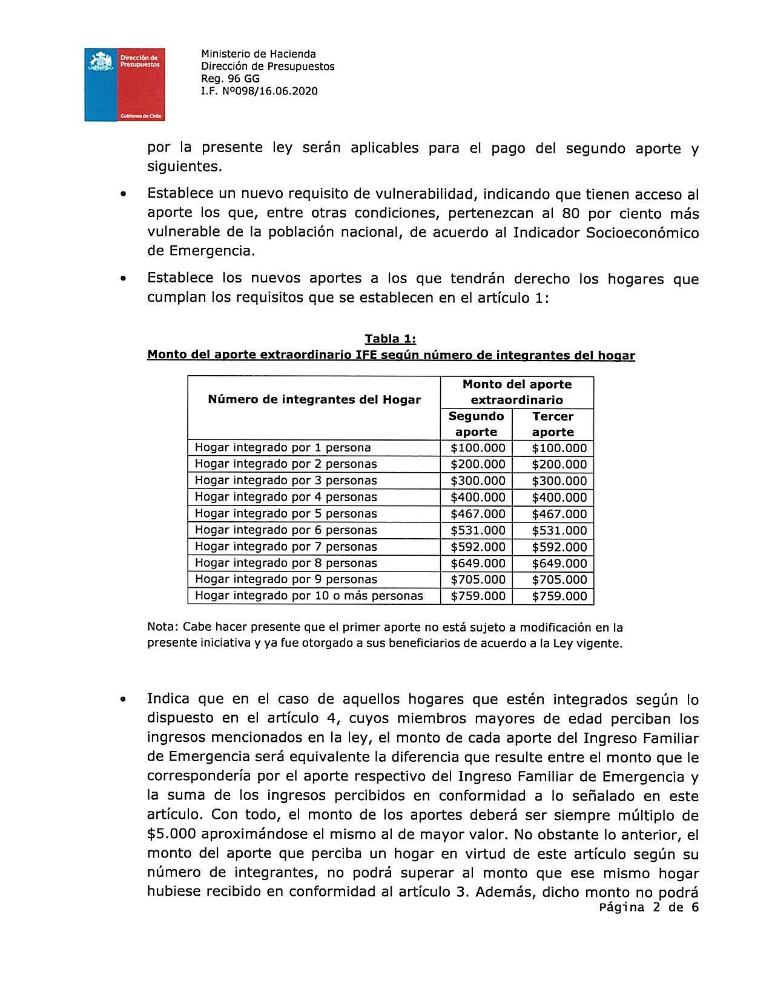 Dirección de
Presupuestos
Gobierno de Chile
Ministerio de Hacienda
Dirección de Presupuestos
Reg. 96 GG
I.F. Nº098/16.06.2020
por la presente ley serán aplicables para el pago del segundo aporte y
siguientes.
• Establece un nuevo requisito de vulnerabilidad, indicando que tienen acceso al
aporte los que, entre otras condiciones, pertenezcan al 80 por ciento más
vulnerable de la población nacional, de acuerdo al Indicador Socioeconómico
de Emergencia.
• Establece los nuevos aportes a los que tendrán derecho los hogares que
cumplan los requisitos que se establecen en el artículo 1:
Tabla 1:
Monto del aporte extraordinario IFE según número de integrantes del hogar
Número de integrantes del Hogar
Monto del aporte
extraordinario
Segundo
aporte
Tercer
aporte
Hogar integrado por 1 persona $100.000 $100.000
Hogar integrado por 2 personas $200.000 $200.000
Hogar integrado por 3 personas $300.000 $300.000
Hogar integrado por 4 personas $400.000 $400.000
Hogar integrado por 5 personas $467.000 $467.000
Hogar integrado por 6 personas $531.000 $531.000
Hogar integrado por 7 personas $592.000 $592.000
Hogar integrado por 8 personas $649.000 $649.000
Hogar integrado por 9 personas $705.000 $705.000
Hogar integrado por 10 o más personas $759.000 $759.000
Nota: Cabe hacer presente que el primer aporte no está sujeto a modificación en la
presente iniciativa y ya fue otorgado a sus beneficiarios de acuerdo a la Ley vigente.
• Indica que en el caso de aquellos hogares que estén integrados según lo
dispuesto en el artículo 4, cuyos miembros mayores de edad perciban los
ingresos mencionados en la ley, el monto de cada aporte del Ingreso Familiar
de Emergencia será equivalente la diferencia que resulte entre el monto que le
correspondería por el aporte respectivo del Ingreso Familiar de Emergencia y
la suma de los ingresos percibidos en conformidad a lo señalado en este
artículo. Con todo, el monto de los aportes deberá ser siempre múltiplo de
$5.000 aproximándose el mismo al de mayor valor. No obstante lo anterior, el
monto del aporte que perciba un hogar en virtud de este artículo según su
número de integrantes, no podrá superar al monto que ese mismo hogar
hubiese recibido en conformidad al artículo 3. Además, dicho monto no podrá
Página 2 de 6